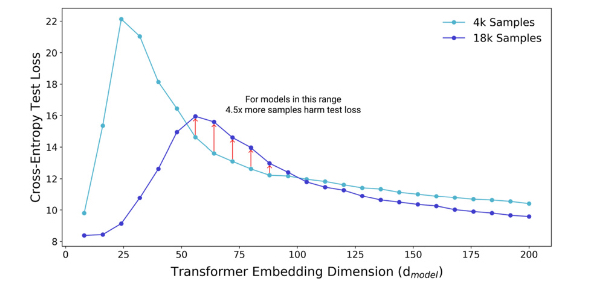 22
20
18
16
14
12
10
8
Cross-Entropy Test Loss
4k Samples
18k Samples
For models in this range
4.5x more samples harm test loss
0
25
50
75
100
125
150
175
200
Transformer Embedding Dimension (d_model)